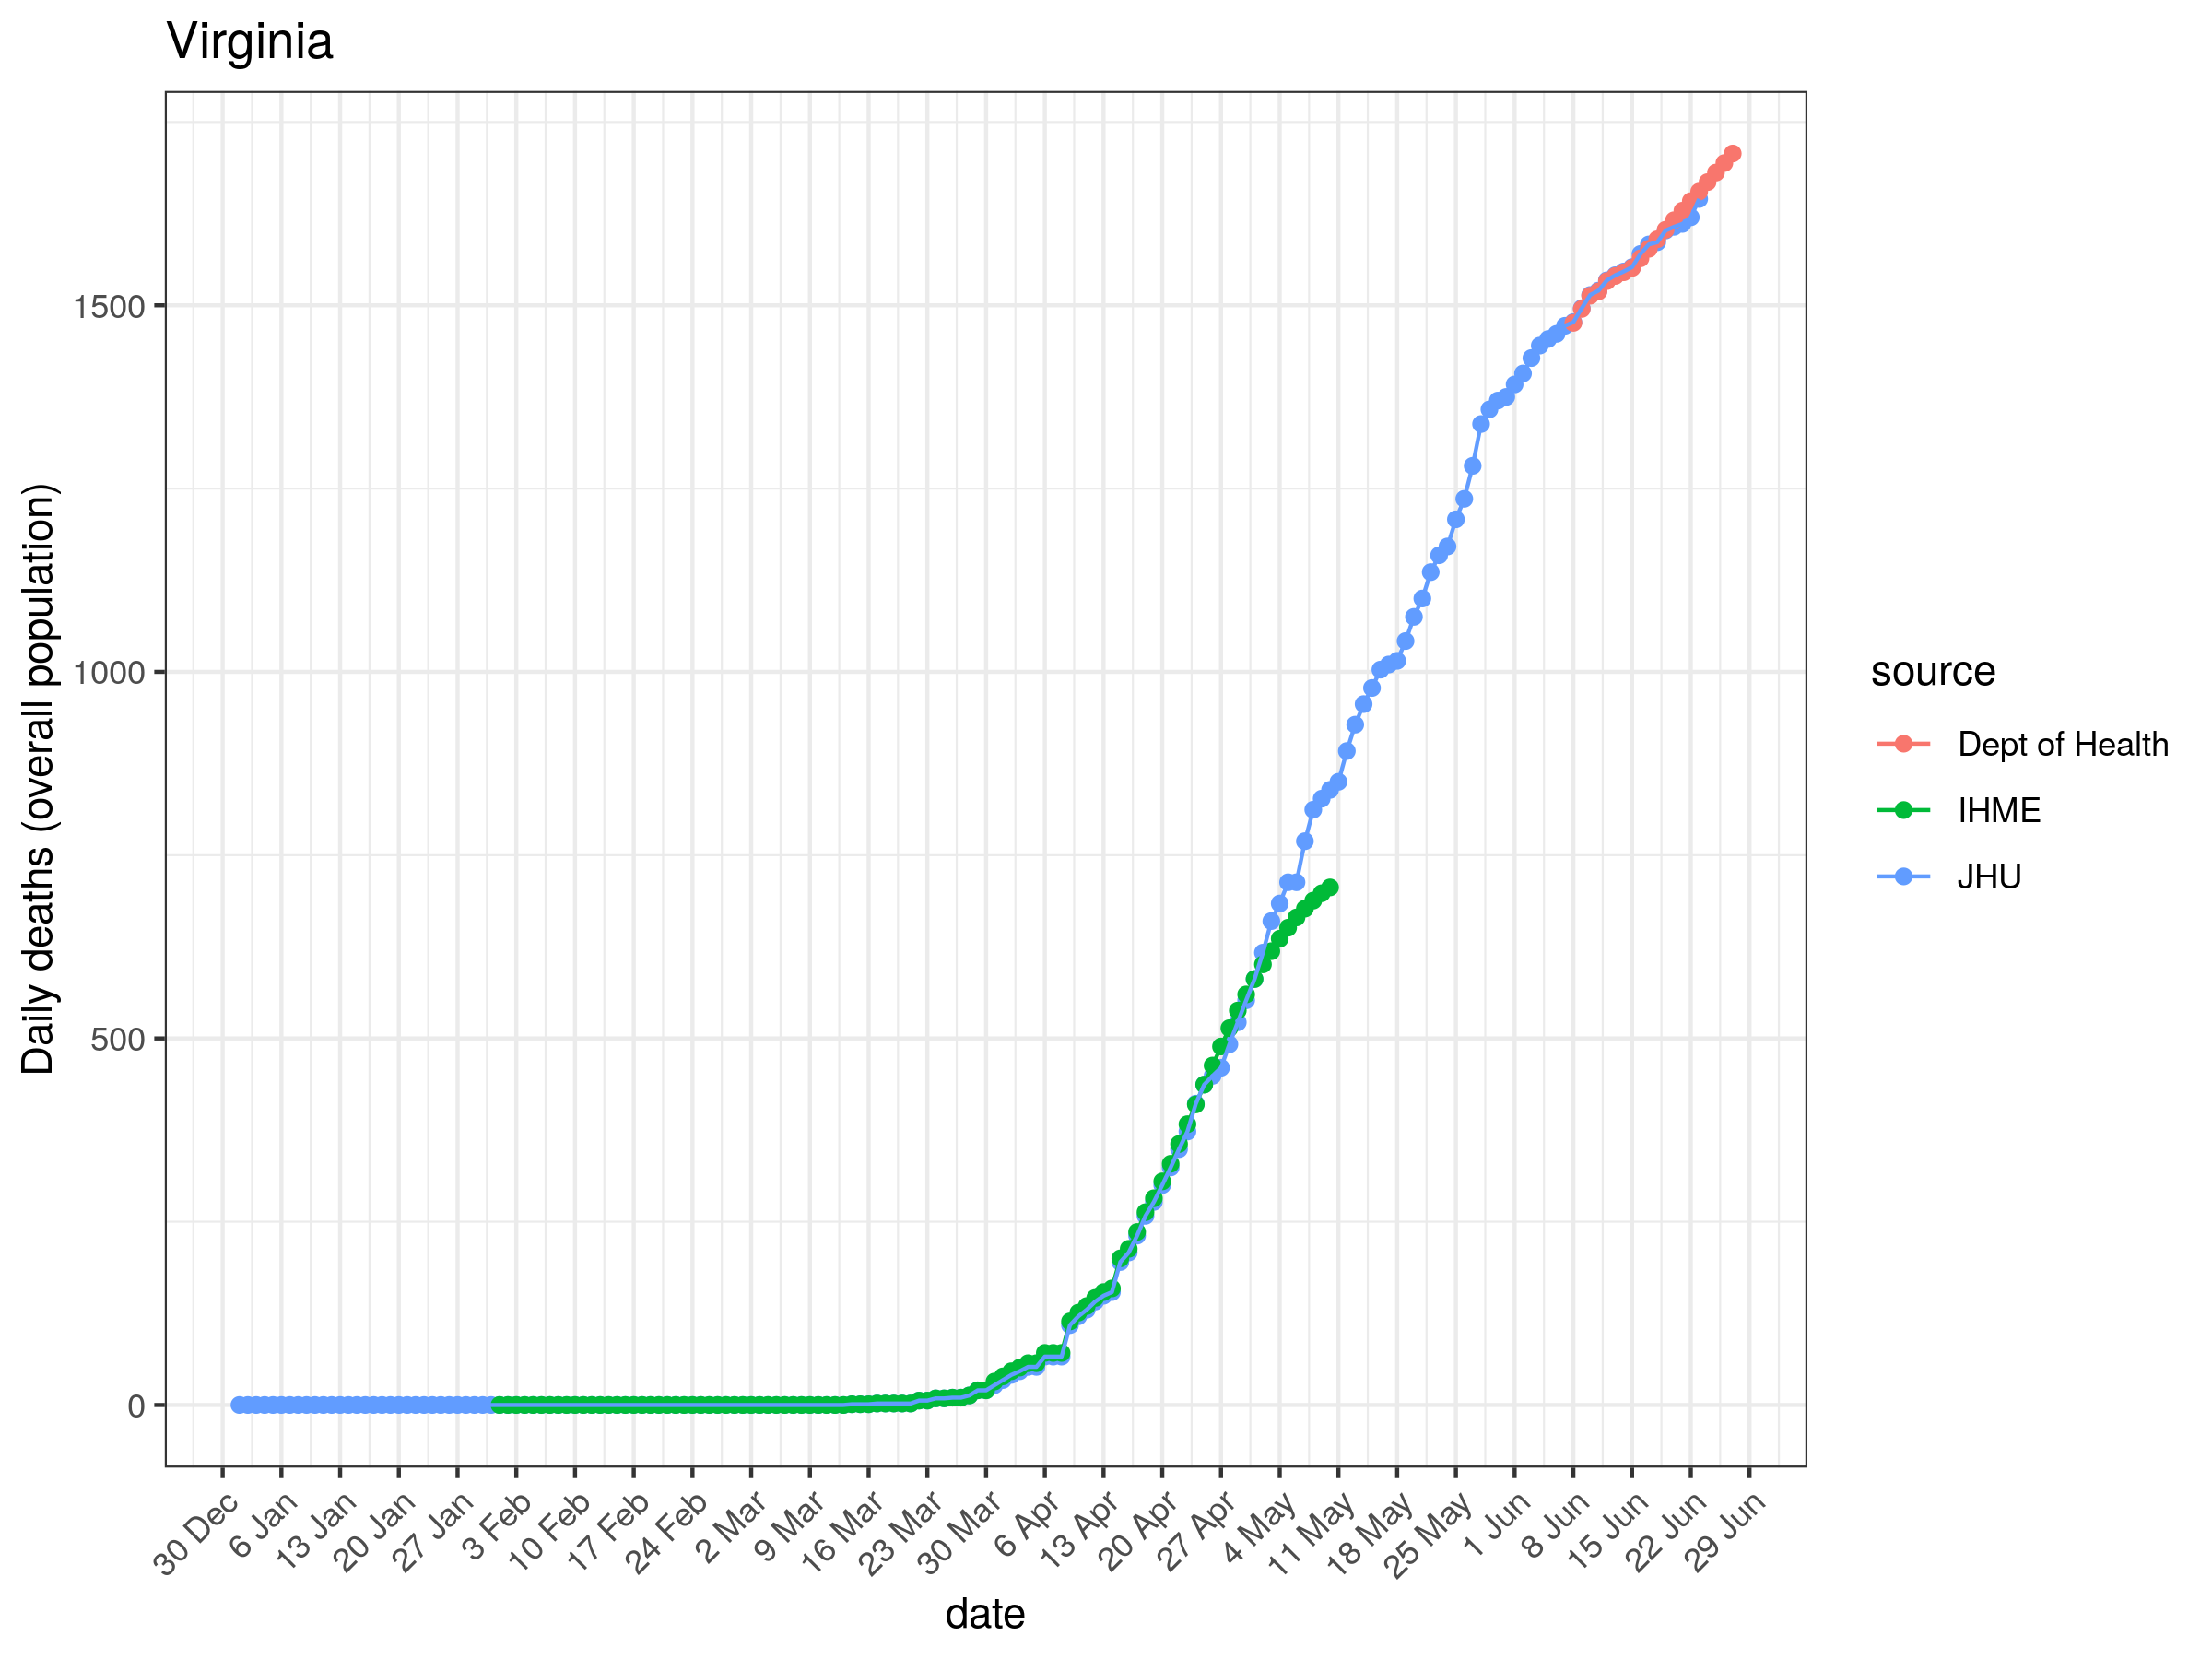 Virginia
Daily deaths (overall population)
1500
1000
500
0
30 Dec
6 Jan
13 Jan
20 Jan
27 Jan
3 Feb
10 Feb
17 Feb
24 Feb
2 Mar
9 Mar
16 Mar
23 Mar
30 Mar
6 Apr
13 Apr
20 Apr
27 Apr
4 May
11 May
18 May
25 May
1 Jun
8 Jun
15 Jun
22 Jun
29 Jun
date
source
Dept of Health
IHME
JHU